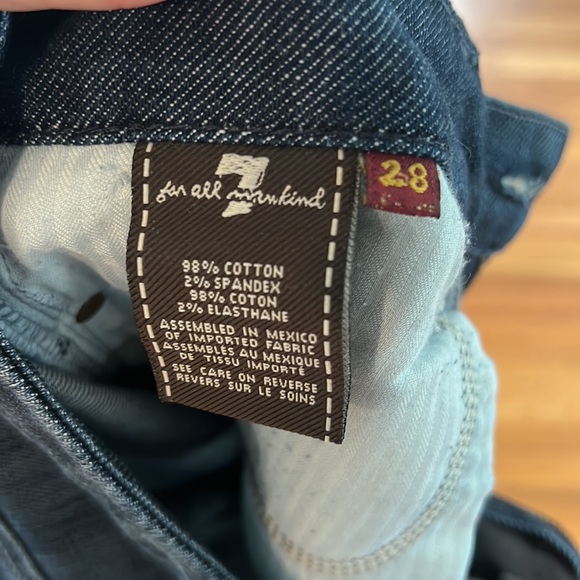 7
for all mankind
28
98% COTTON
2% SPANDEX
98% COTON
2% ELASTHANE
ASSEMBLED IN MEXICO
OF IMPORTED FABRIC
ASSEMBLES AU MEXIQUE
DE TISSU IMPORTÉ
SEE CARE ON REVERSE
REVERS SUR LE SOINS